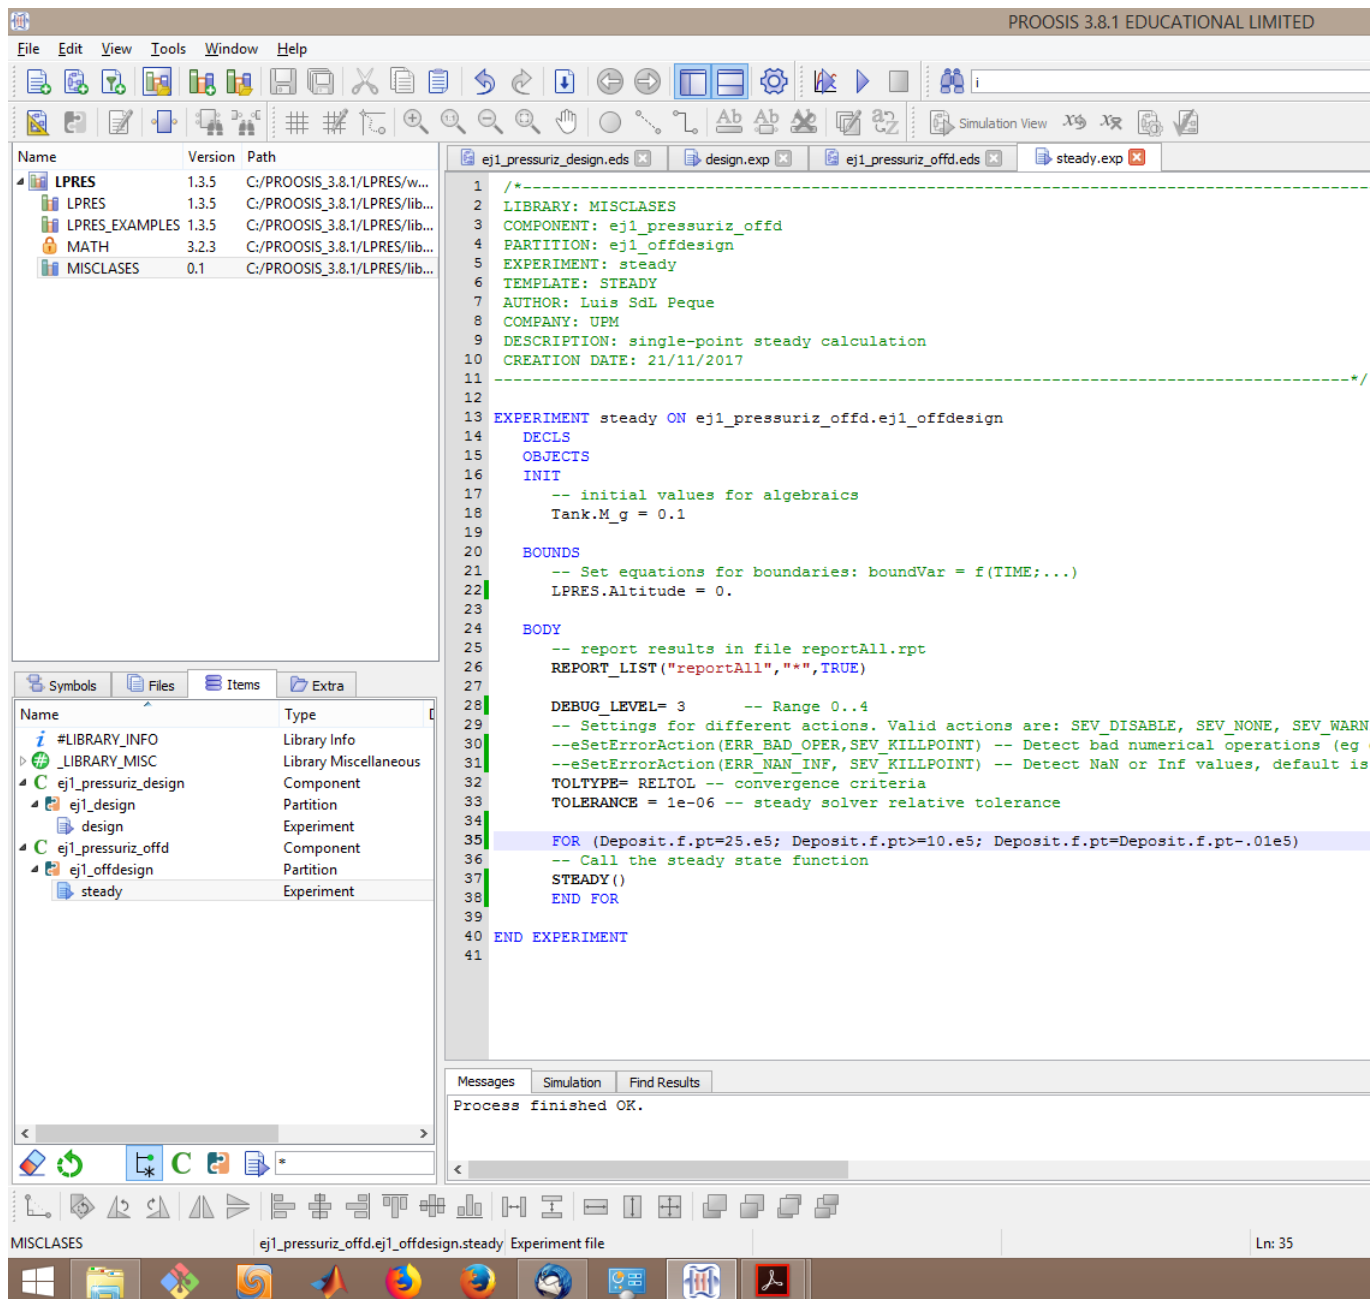 PROOSIS 3.8.1 EDUCATIONAL LIMITED
File Edit View Tools Window Help
i
Simulation View
Name Version Path
LPRES 1.3.5 C:/PROOSIS_3.8.1/LPRES/w...
LPRES 1.3.5 C:/PROOSIS_3.8.1/LPRES/lib...
LPRES_EXAMPLES 1.3.5 C:/PROOSIS_3.8.1/LPRES/lib...
MATH 3.2.3 C:/PROOSIS_3.8.1/LPRES/lib...
MISCLASES 0.1 C:/PROOSIS_3.8.1/LPRES/lib...
Symbols Files Items Extra
Name Type
#LIBRARY_INFO Library Info
_LIBRARY_MISC Library Miscellaneous
ej1_pressuriz_design Component
ej1_design Partition
design Experiment
ej1_pressuriz_offd Component
ej1_offdesign Partition
steady Experiment
*
ej1_pressuriz_design.eds design.exp ej1_pressuriz_offd.eds steady.exp
1 /*-----------------------------------------------------------------------------------------
2 LIBRARY: MISCLASES
3 COMPONENT: ej1_pressuriz_offd
4 PARTITION: ej1_offdesign
5 EXPERIMENT: steady
6 TEMPLATE: STEADY
7 AUTHOR: Luis SdL Peque
8 COMPANY: UPM
9 DESCRIPTION: single-point steady calculation
10 CREATION DATE: 21/11/2017
11 -----------------------------------------------------------------------------------------*/
12
13 EXPERIMENT steady ON ej1_pressuriz_offd.ej1_offdesign
14 DECLS
15 OBJECTS
16 INIT
17 -- initial values for algebraics
18 Tank.M_g = 0.1
19
20 BOUNDS
21 -- Set equations for boundaries: boundVar = f(TIME;...)
22 LPRES.Altitude = 0.
23
24 BODY
25 -- report results in file reportAll.rpt
26 REPORT_LIST("reportAll","*",TRUE)
27
28 DEBUG_LEVEL= 3 -- Range 0..4
29 -- Settings for different actions. Valid actions are: SEV_DISABLE, SEV_NONE, SEV_WARN
30 --eSetErrorAction(ERR_BAD_OPER,SEV_KILLPOINT) -- Detect bad numerical operations (eg
31 --eSetErrorAction(ERR_NAN_INF, SEV_KILLPOINT) -- Detect NaN or Inf values, default is
32 TOLTYPE= RELTOL -- convergence criteria
33 TOLERANCE = 1e-06 -- steady solver relative tolerance
34
35 FOR (Deposit.f.pt=25.e5; Deposit.f.pt>=10.e5; Deposit.f.pt=Deposit.f.pt-.01e5)
36 -- Call the steady state function
37 STEADY()
38 END FOR
39
40 END EXPERIMENT
41
Messages Simulation Find Results
Process finished OK.
MISCLASES ej1_pressuriz_offd.ej1_offdesign.steady Experiment file Ln: 35